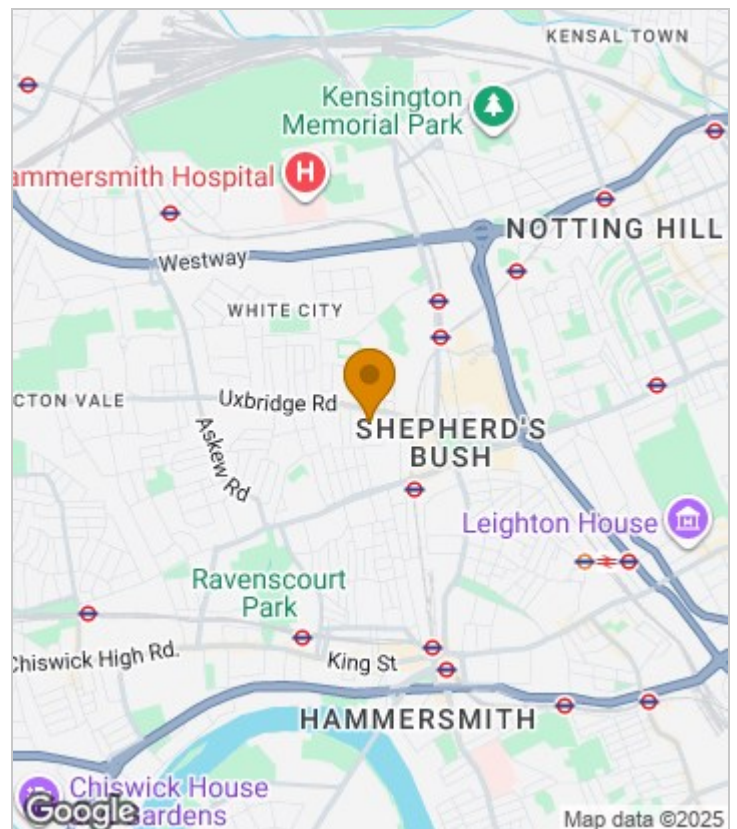 KENSAL TOWN
Kensington
Memorial Park
ammersmith Hospital
H
NOTTING HILL
Westway
WHITE CITY
CTON VALE
Uxbridge Rd
SHEPHERD'S
BUSH
Askew Rd
Leighton House
Ravenscourt
Park
Chiswick High Rd.
King St
HAMMERSMITH
Chiswick House
Gardens
Google
Map data ©2025